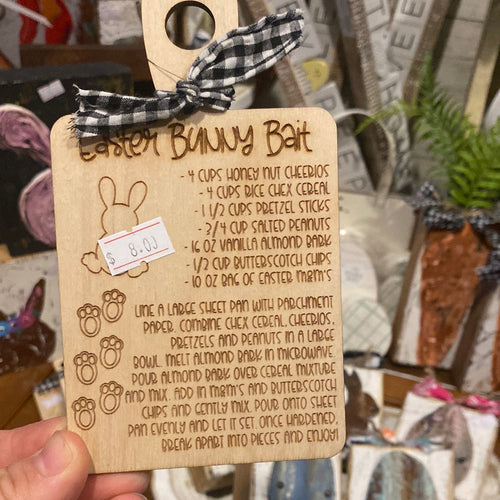 Easter Bunny Bait
- 4 CUPS HONEY NUT CHEERIOS
- 4 CUPS RICE CHEX CEREAL
- 1 1/2 CUPS PRETZEL STICKS
- 3/4 CUP SALTED PEANUTS
- 16 OZ VANILLA ALMOND BARK
- 1/2 CUP BUTTERSCOTCH CHIPS
- 10 OZ BAG OF EASTER M&M'S
$ 8.00
LINE A LARGE SHEET PAN WITH PARCHMENT
PAPER. COMBINE CHEX CEREAL, CHEERIOS,
PRETZELS AND PEANUTS IN A LARGE
BOWL. MELT ALMOND BARK IN MICROWAVE.
POUR ALMOND BARK OVER CEREAL MIXTURE
AND MIX. ADD IN M&M'S AND BUTTERSCOTCH
CHIPS AND GENTLY MIX. POUR ONTO SHEET
PAN EVENLY AND LET IT SET. ONCE HARDENED,
BREAK APART INTO PIECES AND ENJOY!